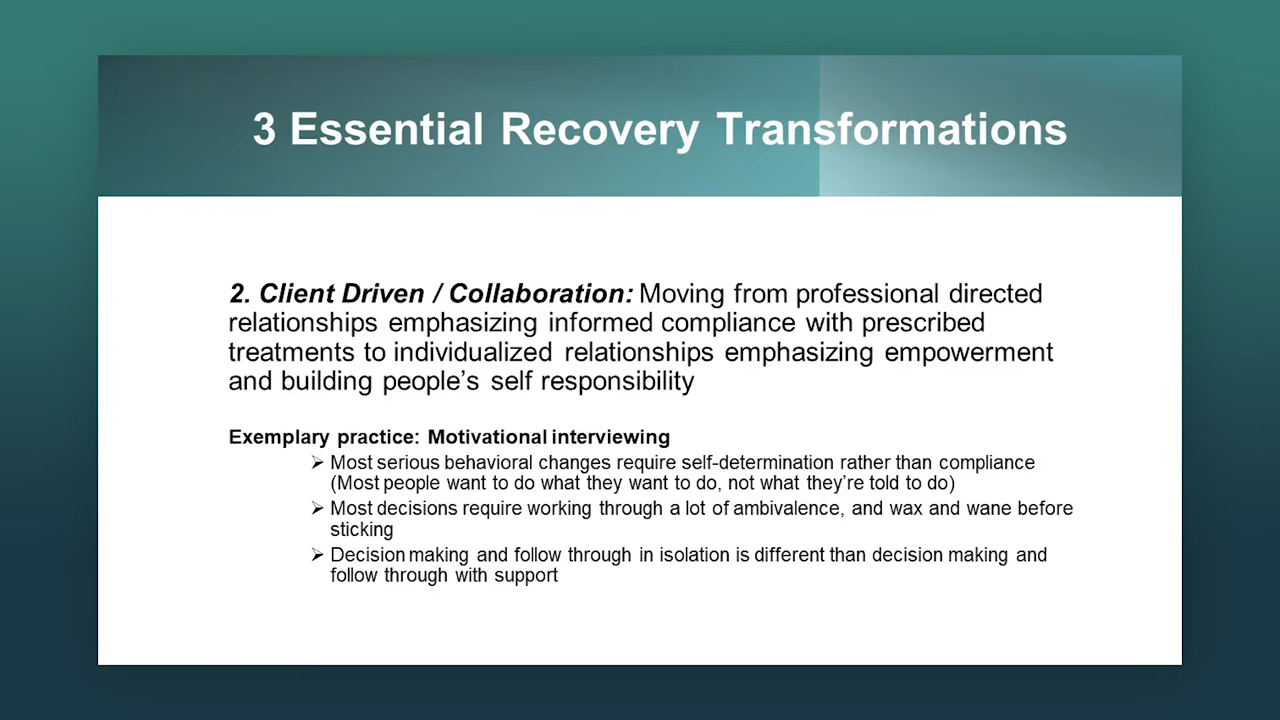 3 Essential Recovery Transformations
2. Client Driven / Collaboration: Moving from professional directed
relationships emphasizing informed compliance with prescribed
treatments to individualized relationships emphasizing empowerment
and building people’s self responsibility
Exemplary practice: Motivational interviewing
➢ Most serious behavioral changes require self-determination rather than compliance
(Most people want to do what they want to do, not what they’re told to do)
➢ Most decisions require working through a lot of ambivalence, and wax and wane before
sticking
➢ Decision making and follow through in isolation is different than decision making and
follow through with support